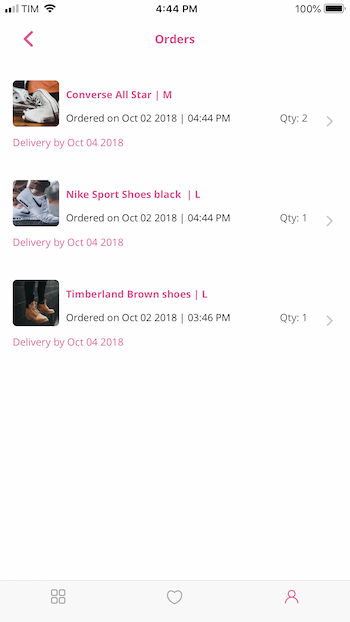 TIM 4:44 PM 100%
Orders
Converse All Star | M
Ordered on Oct 02 2018 | 04:44 PM Qty: 2
Delivery by Oct 04 2018
Nike Sport Shoes black | L
Ordered on Oct 02 2018 | 04:44 PM Qty: 1
Delivery by Oct 04 2018
Timberland Brown shoes | L
Ordered on Oct 02 2018 | 03:46 PM Qty: 1
Delivery by Oct 04 2018